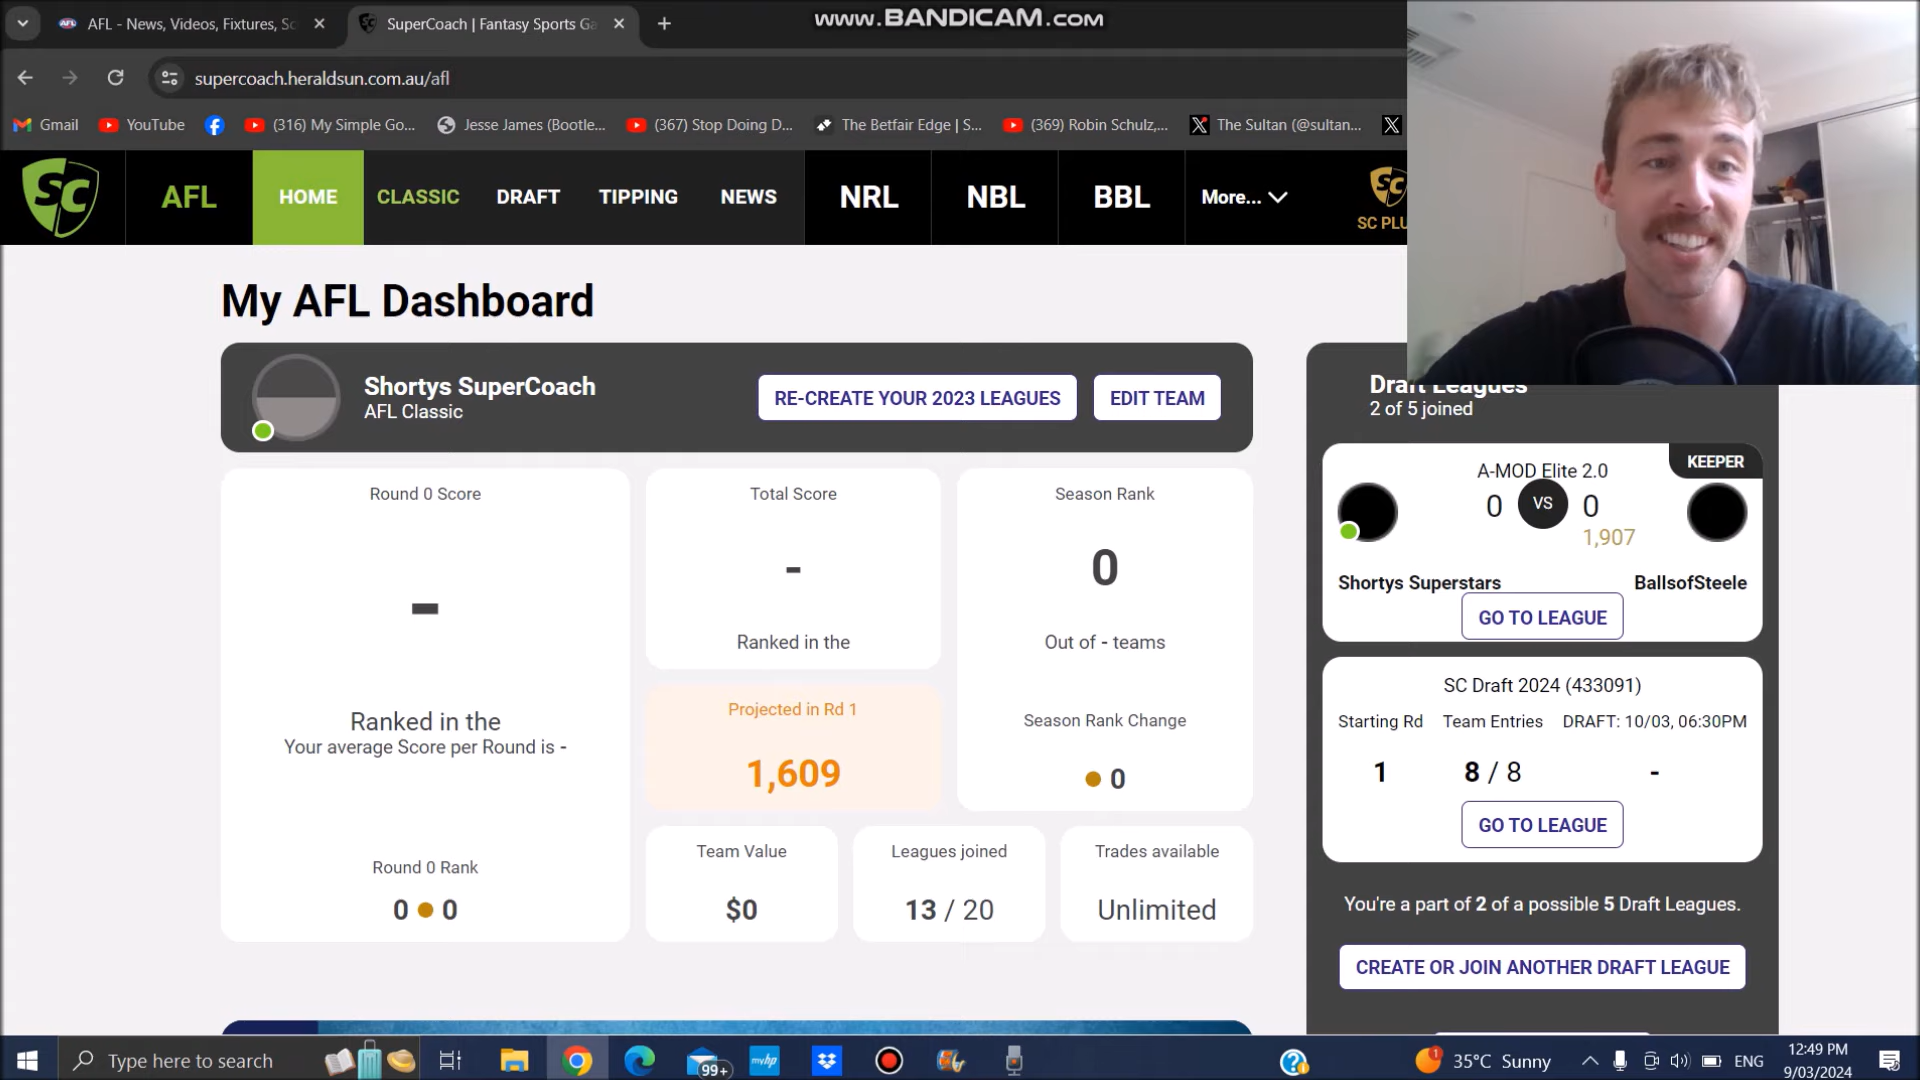 AFL - News, Videos, Fixtures, Sc
SuperCoach | Fantasy Sports Ga
www.BANDICAM.com
supercoach.heraldsun.com.au/afl
Gmail
YouTube
(316) My Simple Go...
Jesse James (Bootle...
(367) Stop Doing D...
The Betfair Edge | S...
(369) Robin Schulz,...
The Sultan (@sultan...
SC
AFL
HOME
CLASSIC
DRAFT
TIPPING
NEWS
NRL
NBL
BBL
More...
SC
SC PLU
My AFL Dashboard
Shortys SuperCoach
AFL Classic
RE-CREATE YOUR 2023 LEAGUES
EDIT TEAM
Round 0 Score
-
Ranked in the
Your average Score per Round is -
Round 0 Rank
0 0
Total Score
-
Ranked in the
Projected in Rd 1
1,609
Season Rank
0
Out of - teams
Season Rank Change
0
Team Value
$0
Leagues joined
13 / 20
Trades available
Unlimited
Draft Leagues
2 of 5 joined
KEEPER
A-MOD Elite 2.0
0 VS 0
1,907
Shortys Superstars
BallsofSteele
GO TO LEAGUE
SC Draft 2024 (433091)
Starting Rd
Team Entries
DRAFT: 10/03, 06:30PM
1
8 / 8
-
GO TO LEAGUE
You're a part of 2 of a possible 5 Draft Leagues.
CREATE OR JOIN ANOTHER DRAFT LEAGUE
Type here to search
99+
myhp
1
35°C Sunny
ENG
12:49 PM
9/03/2024